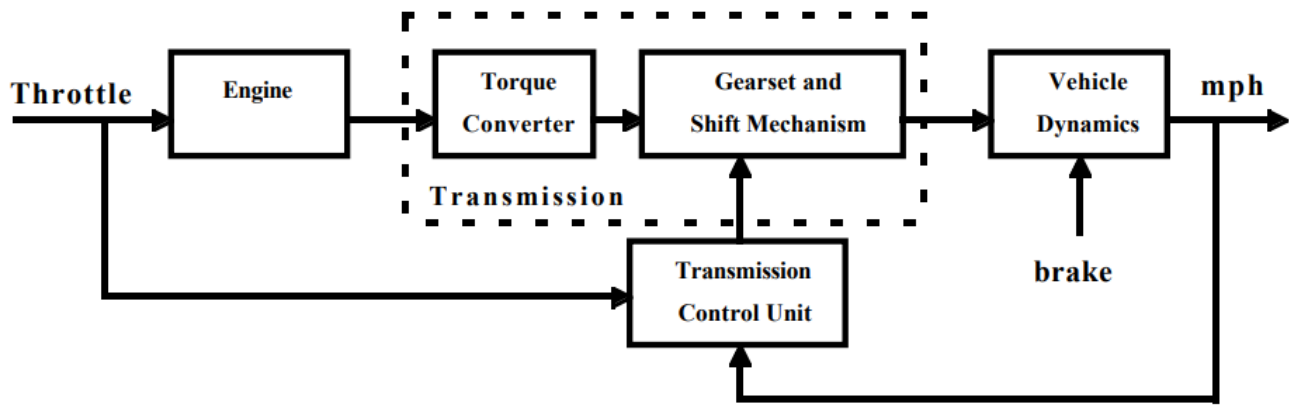 Throttle
Engine
Torque
Converter
Gearset and
Shift Mechanism
Transmission
Vehicle
Dynamics
mph
brake
Transmission
Control Unit